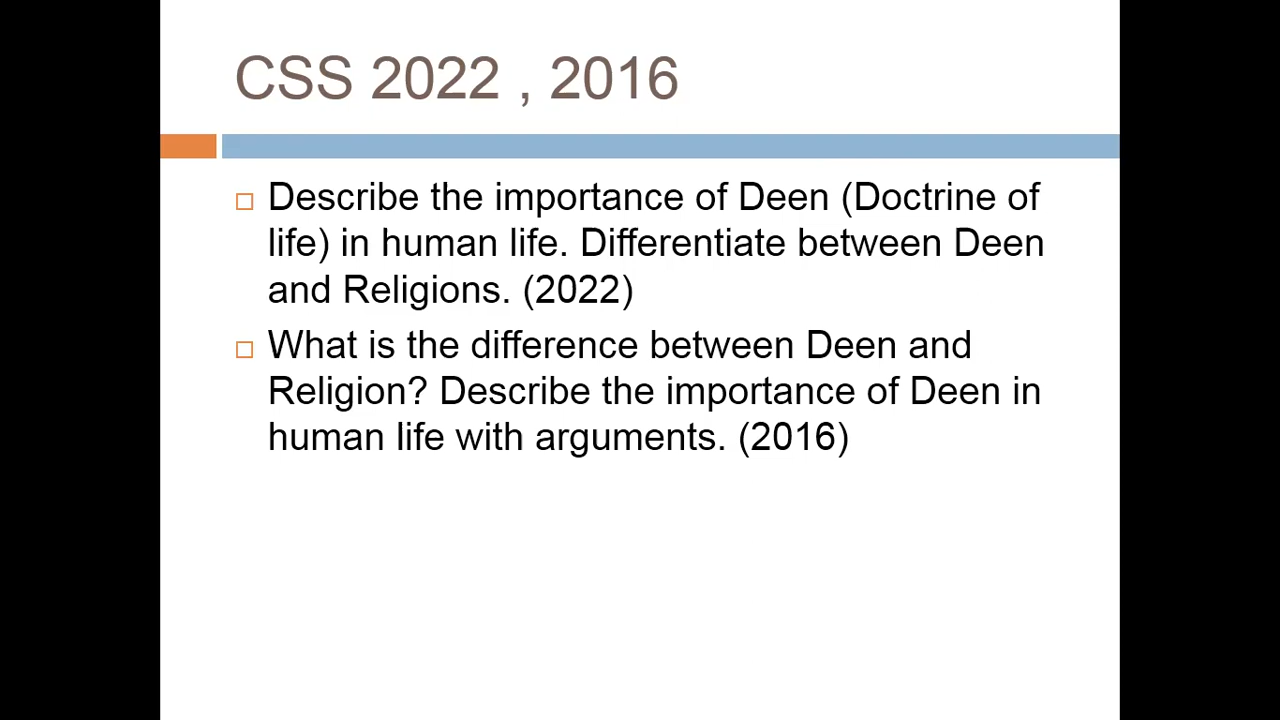 CSS 2022 , 2016
Describe the importance of Deen (Doctrine of
life) in human life. Differentiate between Deen
and Religions. (2022)
What is the difference between Deen and
Religion? Describe the importance of Deen in
human life with arguments. (2016)